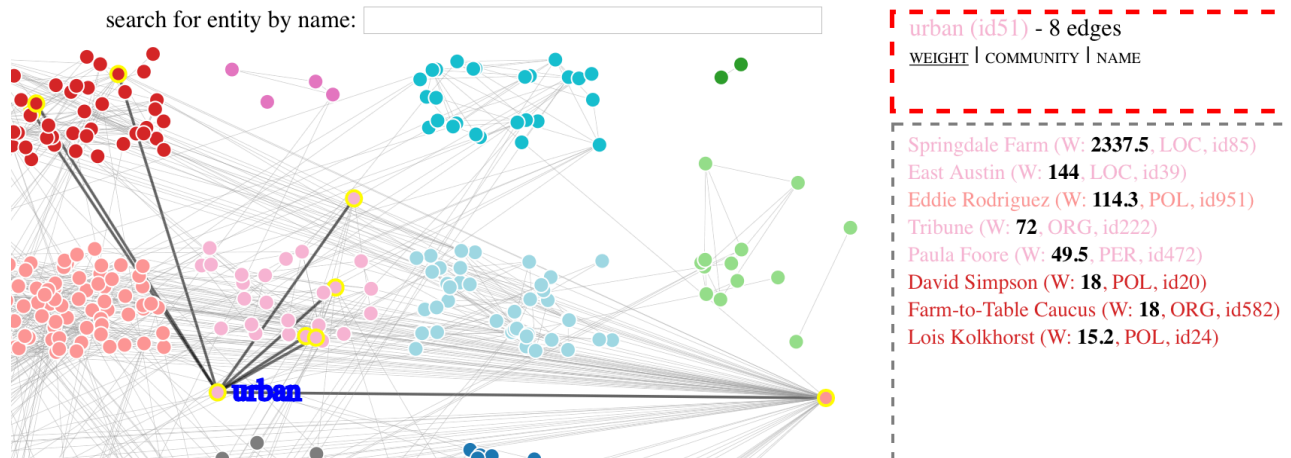 search for entity by name:
urban (id51) - 8 edges
WEIGHT | COMMUNITY | NAME
Springdale Farm (W: 2337.5, LOC, id85)
East Austin (W: 144, LOC, id39)
Eddie Rodriguez (W: 114.3, POL, id951)
Tribune (W: 72, ORG, id222)
Paula Foore (W: 49.5, PER, id472)
David Simpson (W: 18, POL, id20)
Farm-to-Table Caucus (W: 18, ORG, id582)
Lois Kolkhorst (W: 15.2, POL, id24)
urban